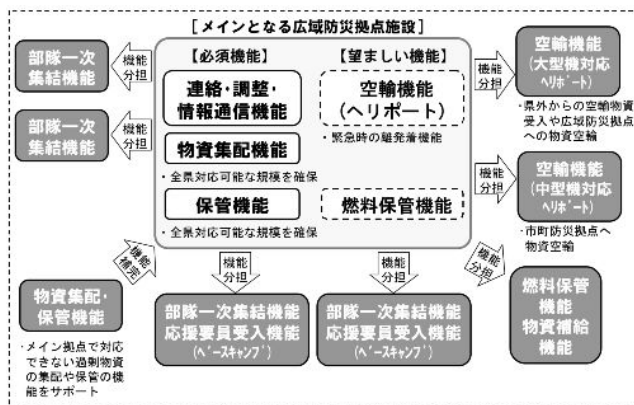 ［メインとなる広域防災拠点施設］
【必須機能】
【望ましい機能】
連絡・調整・
情報通信機能
物資集配機能
・全県対応可能な規模を確保
保管機能
・全県対応可能な規模を確保
空輸機能
（ヘリポート）
・緊急時の離発着機能
燃料保管機能
部隊一次
集結機能
機能
分担
部隊一次
集結機能
機能
分担
機能
分担
空輸機能
（大型機対応
ﾍﾘﾎﾟｰﾄ）
・県外からの空輸物資
受入や広域防災拠点
への物資空輸
機能
分担
空輸機能
（中型機対応
ﾍﾘﾎﾟｰﾄ）
・市町防災拠点へ
物資空輸
機能
補完
物資集配・
保管機能
・メイン拠点で対応
できない過剰物資
の集配や保管の機
能をサポート
機能
分担
部隊一次集結機能
応援要員受入機能
（ﾍﾞｰｽｷｬﾝﾌﾟ）
機能
分担
部隊一次集結機能
応援要員受入機能
（ﾍﾞｰｽｷｬﾝﾌﾟ）
機能
分担
燃料保管
機能
物資補給
機能